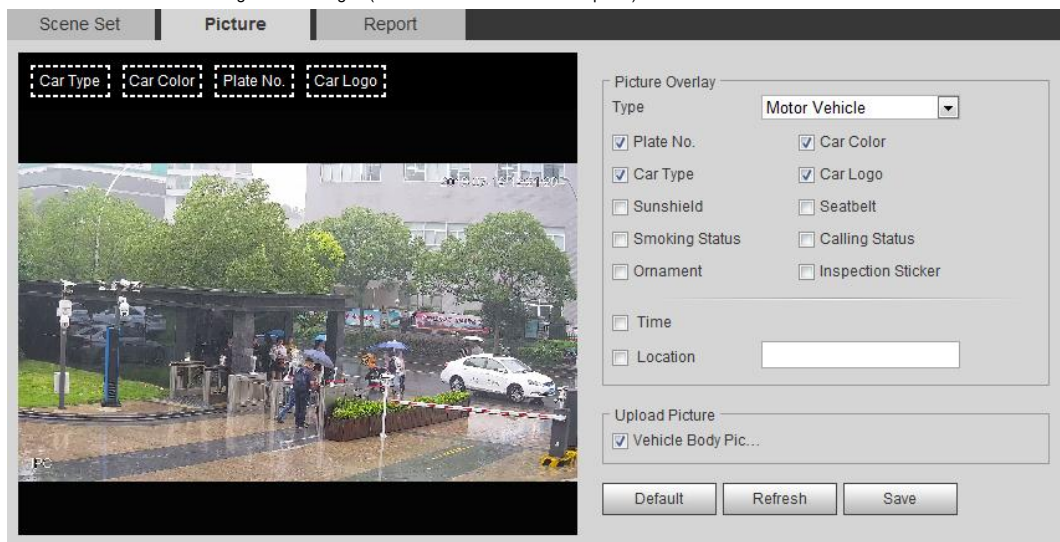 Scene Set Picture Report
Car Type Car Color Plate No. Car Logo
Picture Overlay
Type Motor Vehicle
Plate No. Car Color
Car Type Car Logo
Sunshield Seatbelt
Smoking Status Calling Status
Ornament Inspection Sticker
Time
Location
Upload Picture
Vehicle Body Pic...
Default Refresh Save